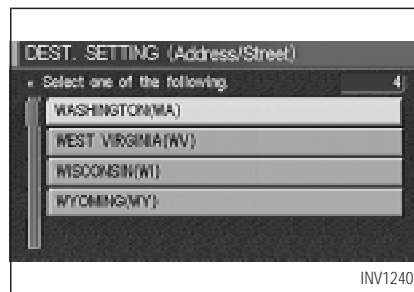 DEST. SETTING (Address/Street)
Select one of the following. 4
WASHINGTON(WA)
WEST VIRGINIA(WV)
WISCONSIN(WI)
WYOMING(WY)
INV1240